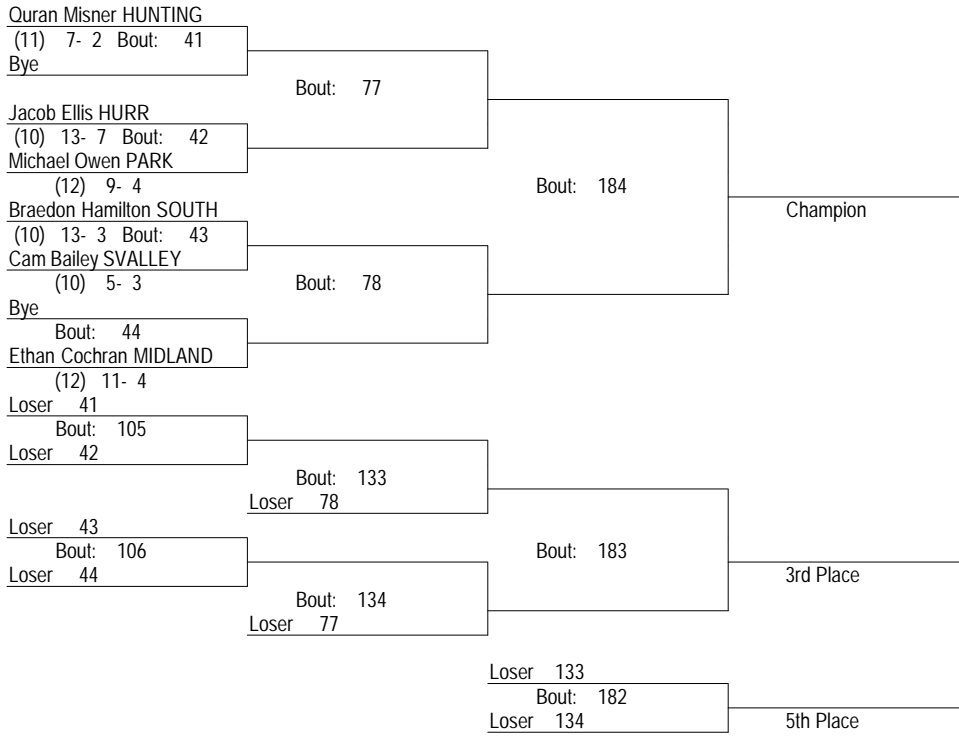 Quran Misner HUNTING
(11) 7- 2 Bout: 41
Bye
Bout: 77
Jacob Ellis HURR
(10) 13- 7 Bout: 42
Michael Owen PARK
(12) 9- 4
Bout: 184
Braedon Hamilton SOUTH
Champion
(10) 13- 3 Bout: 43
Cam Bailey SVALLEY
(10) 5- 3
Bout: 78
Bye
Bout: 44
Ethan Cochran MIDLAND
(12) 11- 4
Loser 41
Bout: 105
Loser 42
Bout: 133
Loser 78
Loser 43
Bout: 106
Bout: 183
Loser 44
3rd Place
Bout: 134
Loser 77
Loser 133
Bout: 182
Loser 134
5th Place